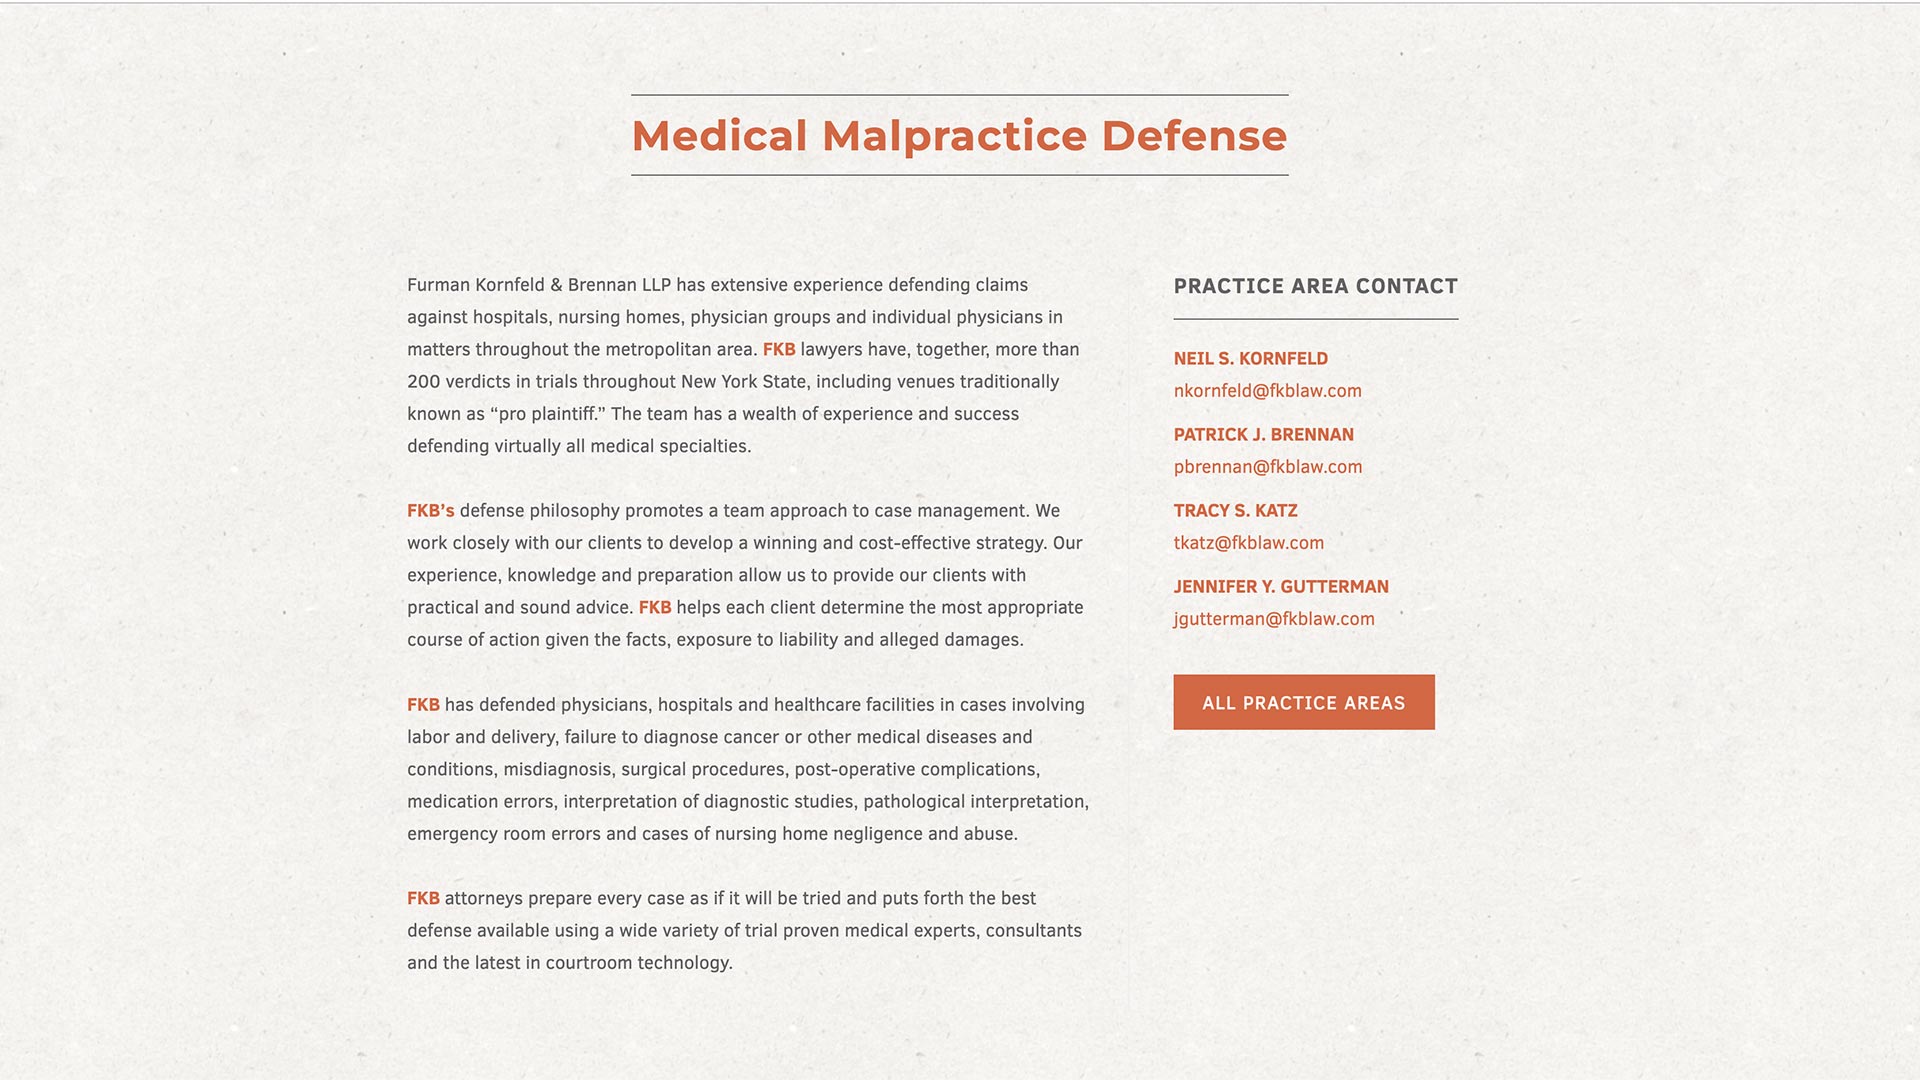 Medical Malpractice Defense
Furman Kornfeld & Brennan LLP has extensive experience defending claims
against hospitals, nursing homes, physician groups and individual physicians in
matters throughout the metropolitan area. FKB lawyers have, together, more than
200 verdicts in trials throughout New York State, including venues traditionally
known as “pro plaintiff.” The team has a wealth of experience and success
defending virtually all medical specialties.
FKB’s defense philosophy promotes a team approach to case management. We
work closely with our clients to develop a winning and cost-effective strategy. Our
experience, knowledge and preparation allow us to provide our clients with
practical and sound advice. FKB helps each client determine the most appropriate
course of action given the facts, exposure to liability and alleged damages.
FKB has defended physicians, hospitals and healthcare facilities in cases involving
labor and delivery, failure to diagnose cancer or other medical diseases and
conditions, misdiagnosis, surgical procedures, post-operative complications,
medication errors, interpretation of diagnostic studies, pathological interpretation,
emergency room errors and cases of nursing home negligence and abuse.
FKB attorneys prepare every case as if it will be tried and puts forth the best
defense available using a wide variety of trial proven medical experts, consultants
and the latest in courtroom technology.
PRACTICE AREA CONTACT
NEIL S. KORNFELD
nkornfeld@fkblaw.com
PATRICK J. BRENNAN
pbrennan@fkblaw.com
TRACY S. KATZ
tkatz@fkblaw.com
JENNIFER Y. GUTTERMAN
jgutterman@fkblaw.com
ALL PRACTICE AREAS